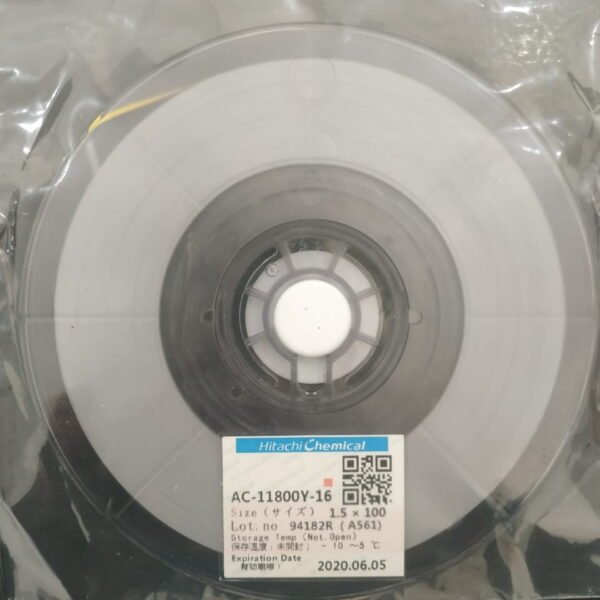 Hitachi Chemical
AC-11800Y-16
Size (サイズ) 1.5 × 100
Lot.no 94182R (A561)
Storage Temp (Not.Open)
保存温度:未開封) -10 ~5 ℃
Expiration Date
有効期限: 2020.06.05